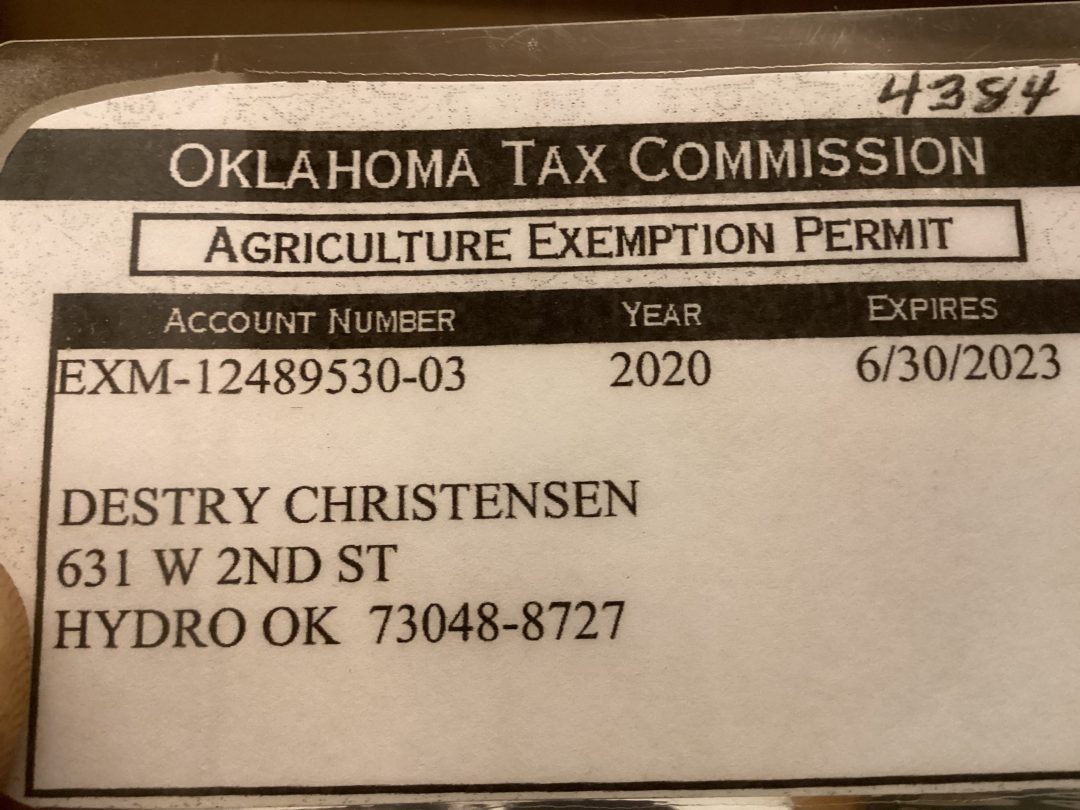 4384
OKLAHOMA TAX COMMISSION
AGRICULTURE EXEMPTION PERMIT
ACCOUNT NUMBER YEAR EXPIRES
EXM-12489530-03 2020 6/30/2023
DESTRY CHRISTENSEN
631 W 2ND ST
HYDRO OK 73048-8727